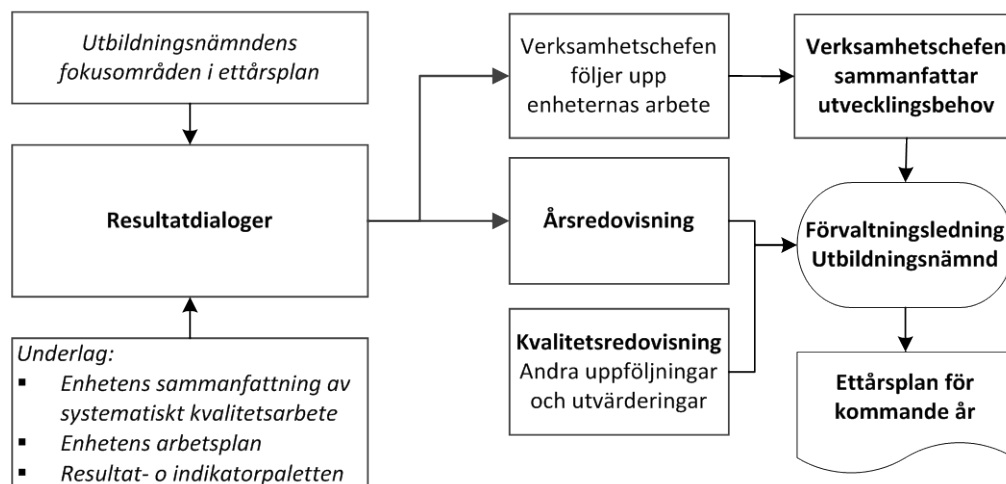 Utbildningsnämndens
fokusområden i ettårsplan
Resultatdialoger
Underlag:
▪ Enhetens sammanfattning av
systematiskt kvalitetsarbete
▪ Enhetens arbetsplan
▪ Resultat- o indikatorpaletten
Verksamhetschefen
följer upp
enheternas arbete
Årsredovisning
Kvalitetsredovisning
Andra uppföljningar
och utvärderingar
Verksamhetschefen
sammanfattar
utvecklingsbehov
Förvaltningsledning
Utbildningsnämnd
Ettårsplan för
kommande år